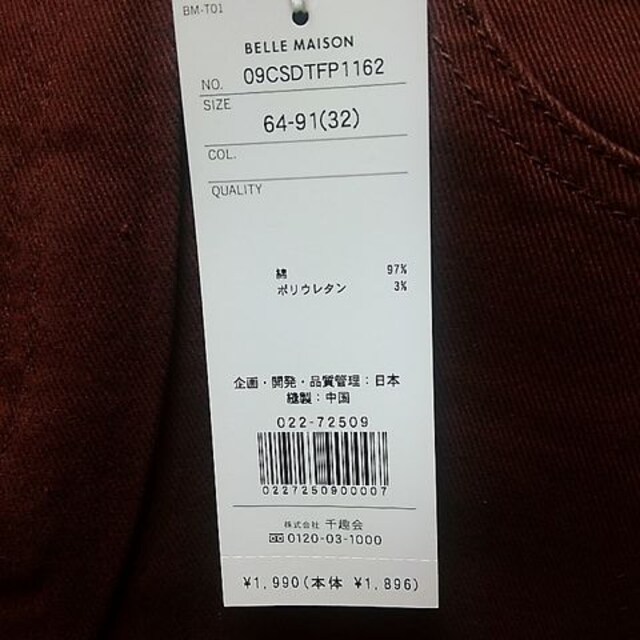 BM-T01
BELLE MAISON
NO. 09CSDTFP1162
SIZE
64-91(32)
COL.
QUALITY
綿 97%
ポリウレタン 3%
企画・開発・品質管理：日本
縫製：中国
022-72509
0227250900007
株式会社 千趣会
0120-03-1000
¥1,990(本体 ¥1,896)